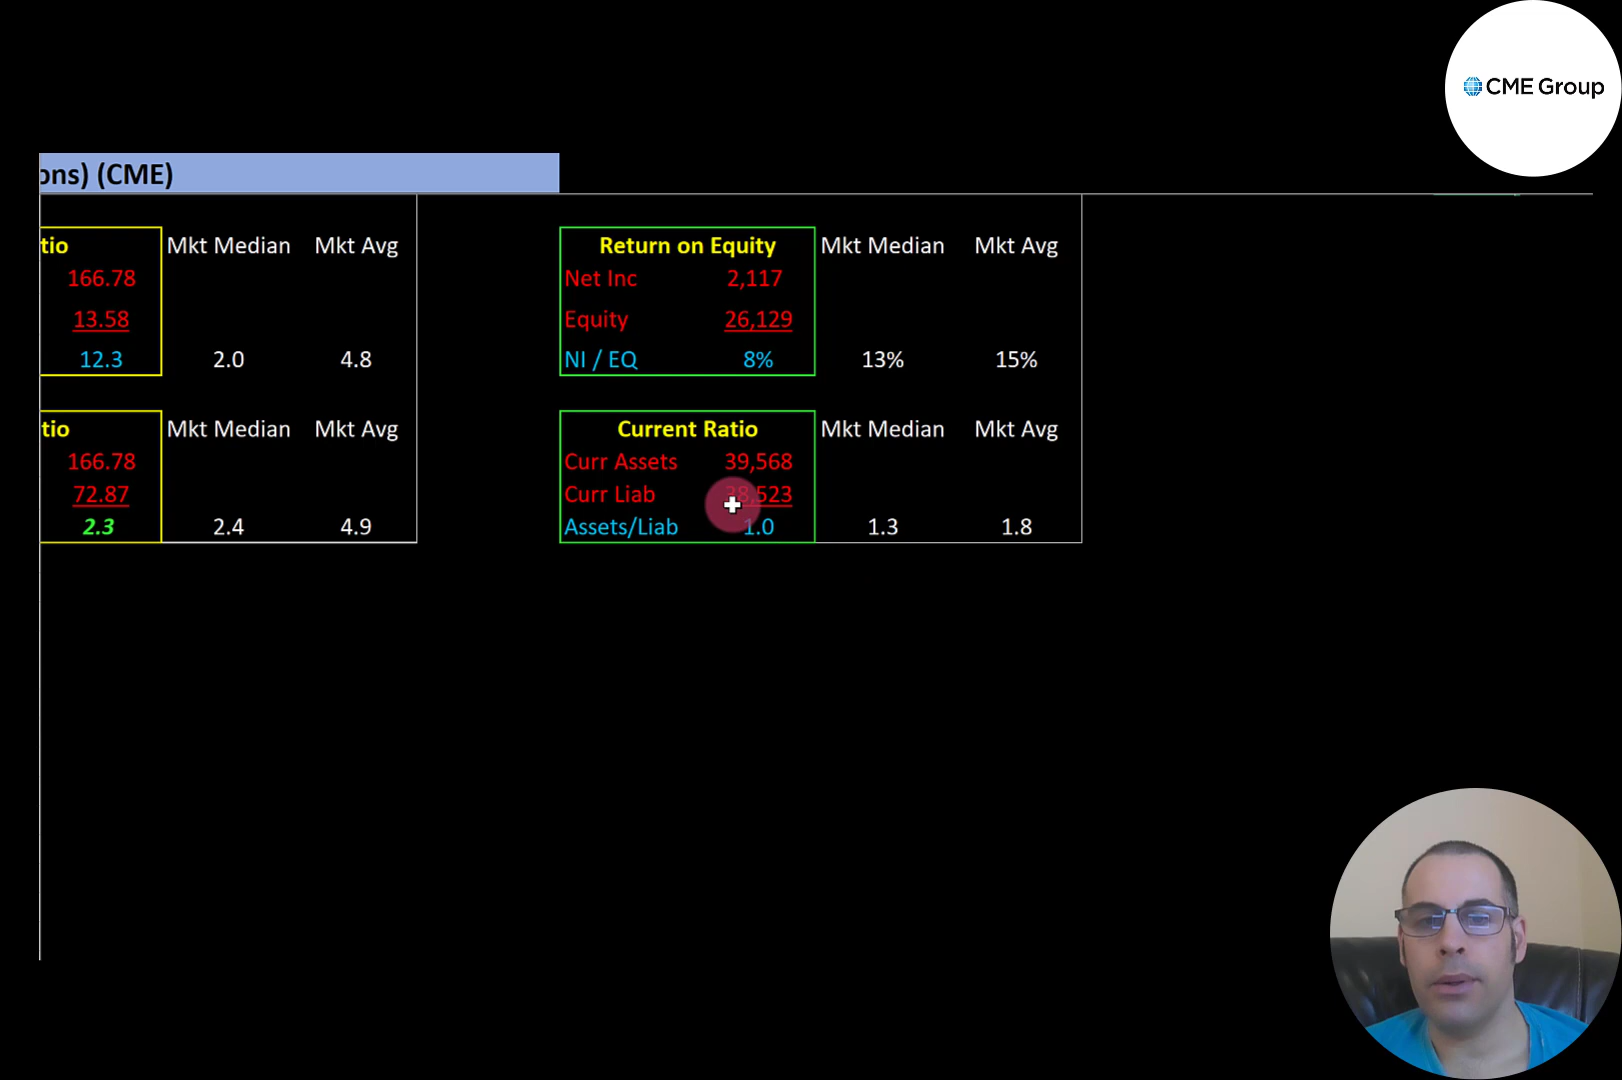 CME Group
ons) (CME)
tio Mkt Median Mkt Avg
166.78
13.58
12.3 2.0 4.8
tio Mkt Median Mkt Avg
166.78
72.87
2.3 2.4 4.9
Return on Equity Mkt Median Mkt Avg
Net Inc 2,117
Equity 26,129
NI / EQ 8% 13% 15%
Current Ratio Mkt Median Mkt Avg
Curr Assets 39,568
Curr Liab 38,523
Assets/Liab 1.0 1.3 1.8